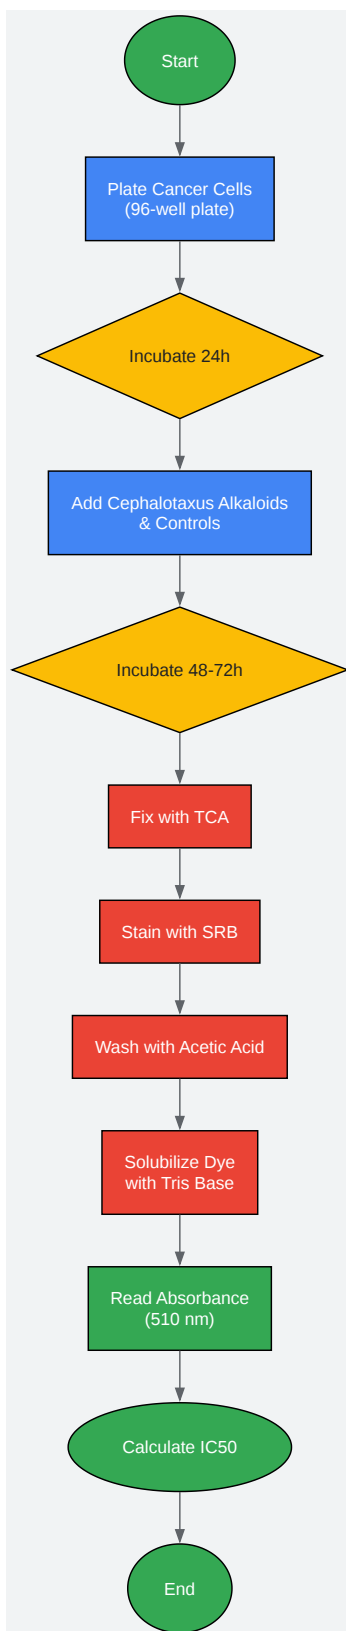 Start
Plate Cancer Cells
(96-well plate)
Incubate 24h
Add Cephalotaxus Alkaloids
& Controls
Incubate 48-72h
Fix with TCA
Stain with SRB
Wash with Acetic Acid
Solubilize Dye
with Tris Base
Read Absorbance
(510 nm)
Calculate IC50
End